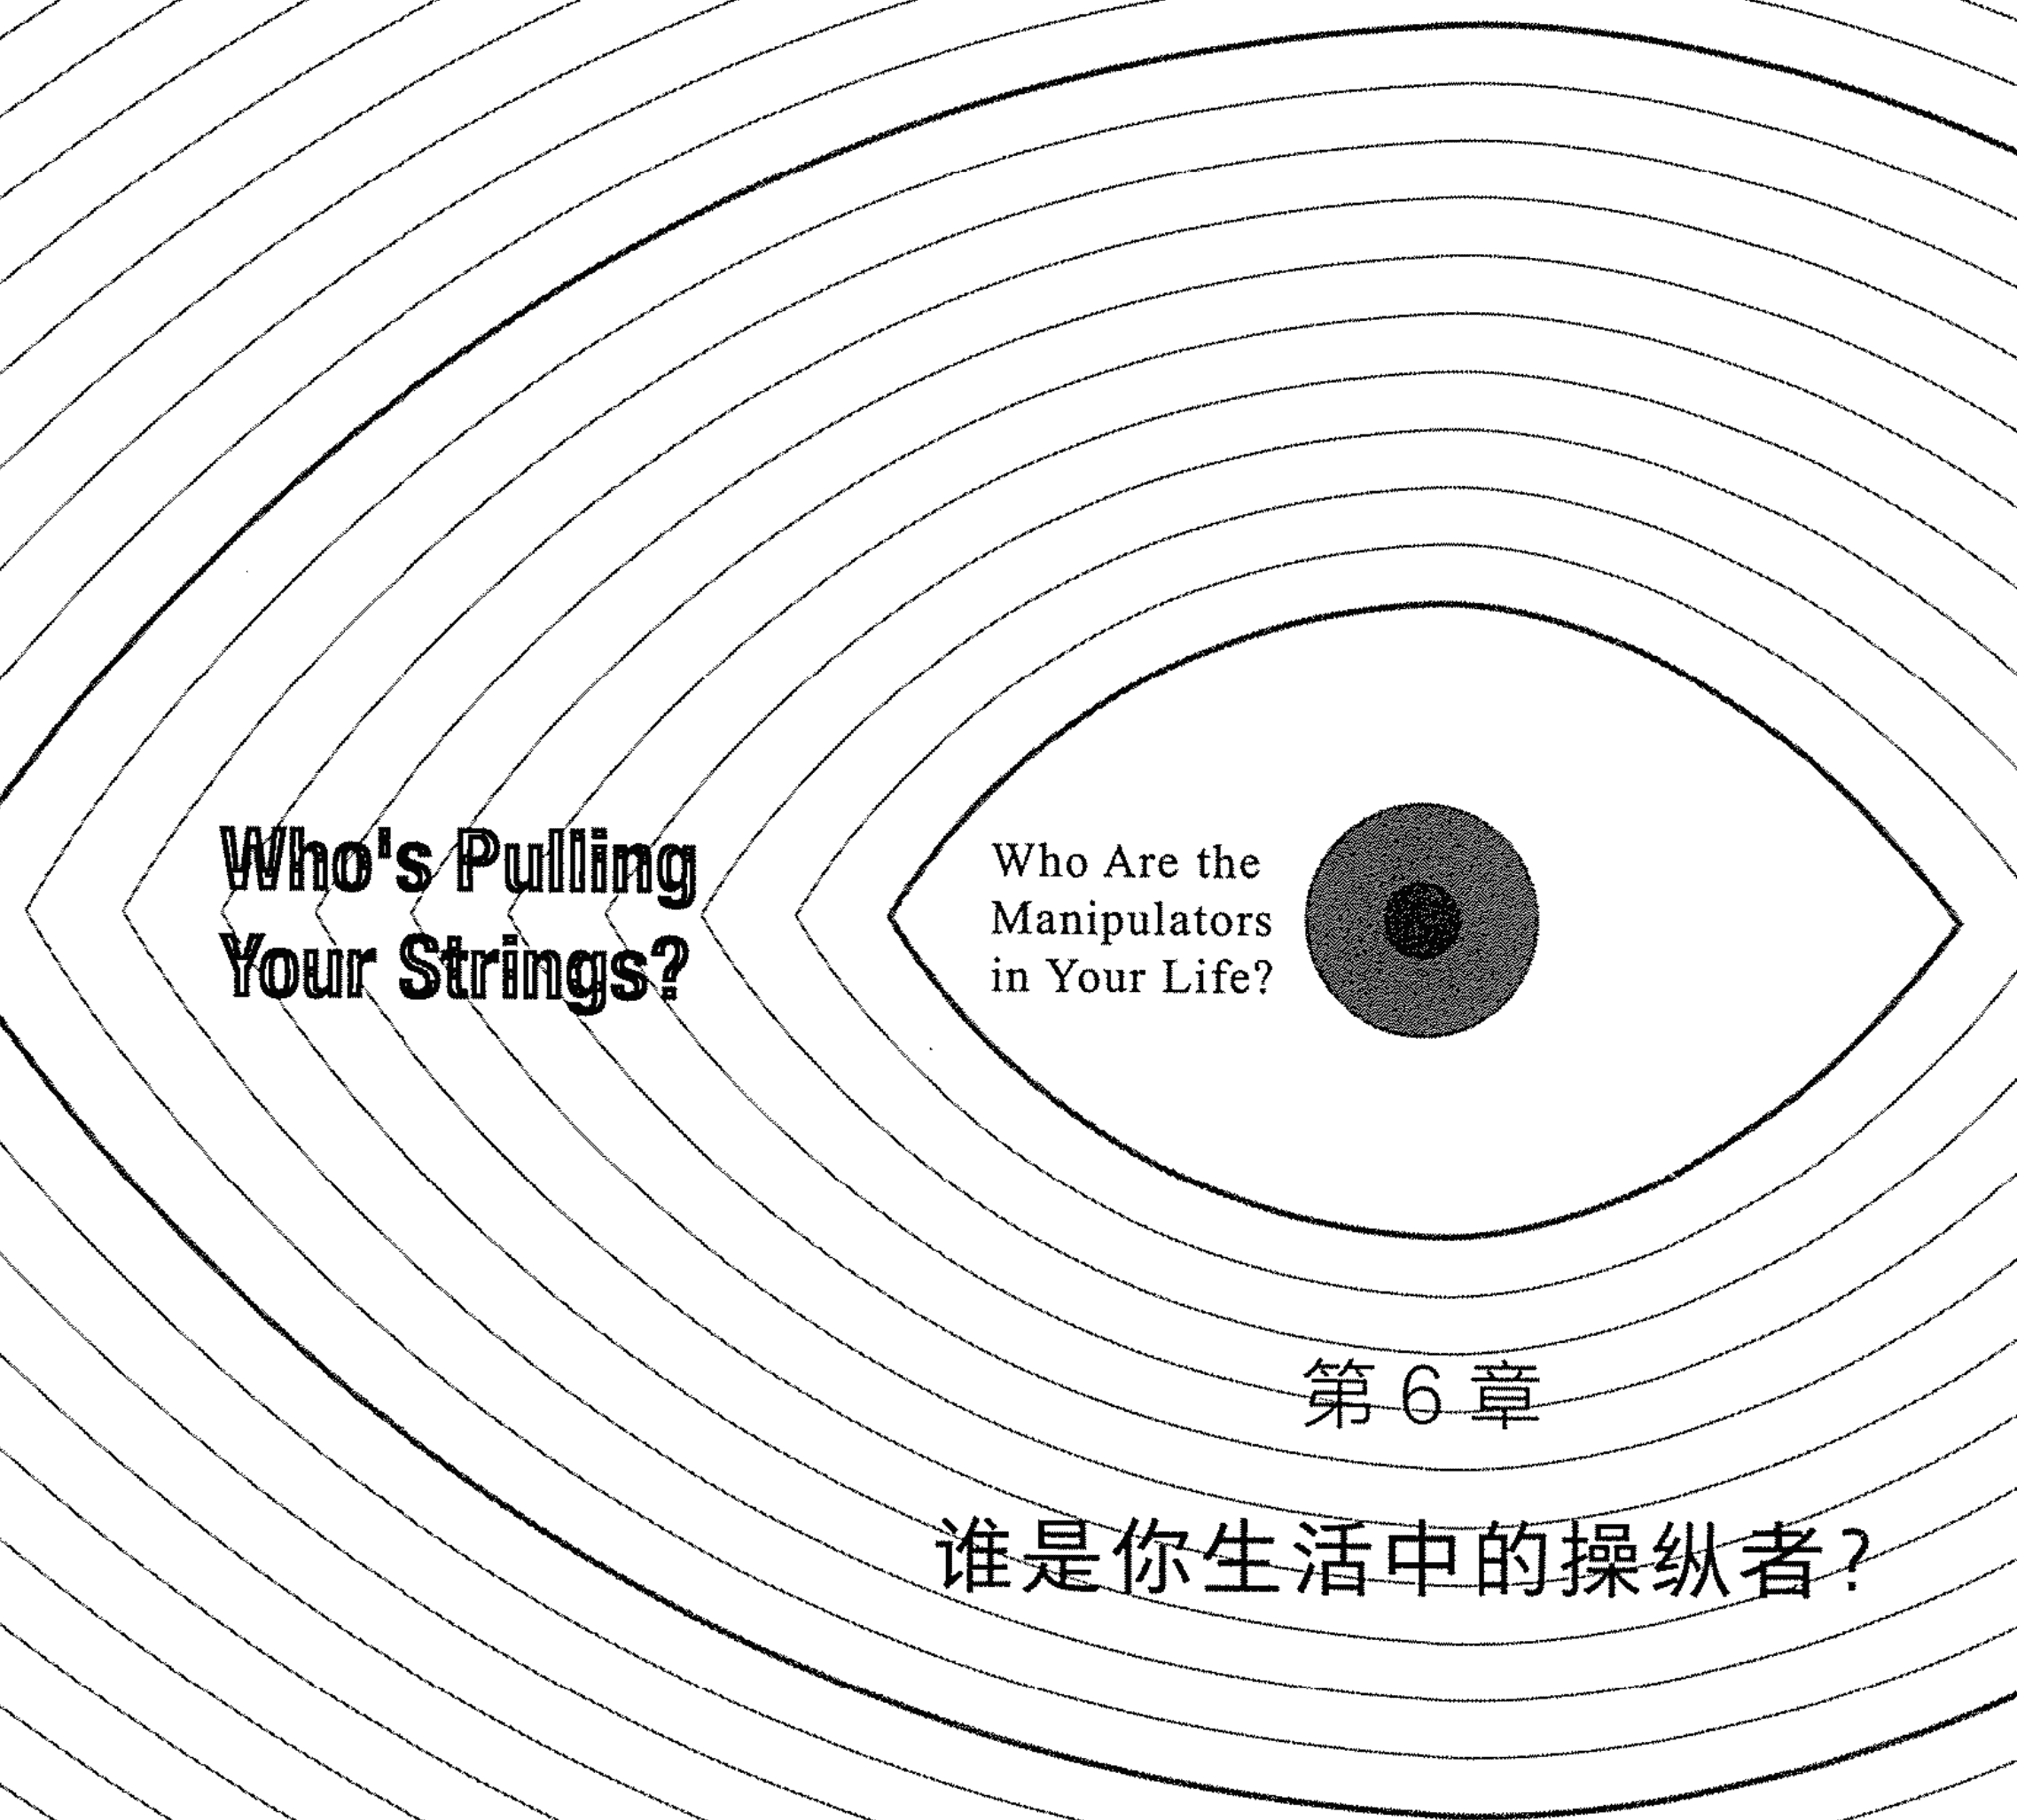 Who's Pulling
Your Strings?
Who Are the
Manipulators
in Your Life?
第6章
谁是你生活中的操纵者?